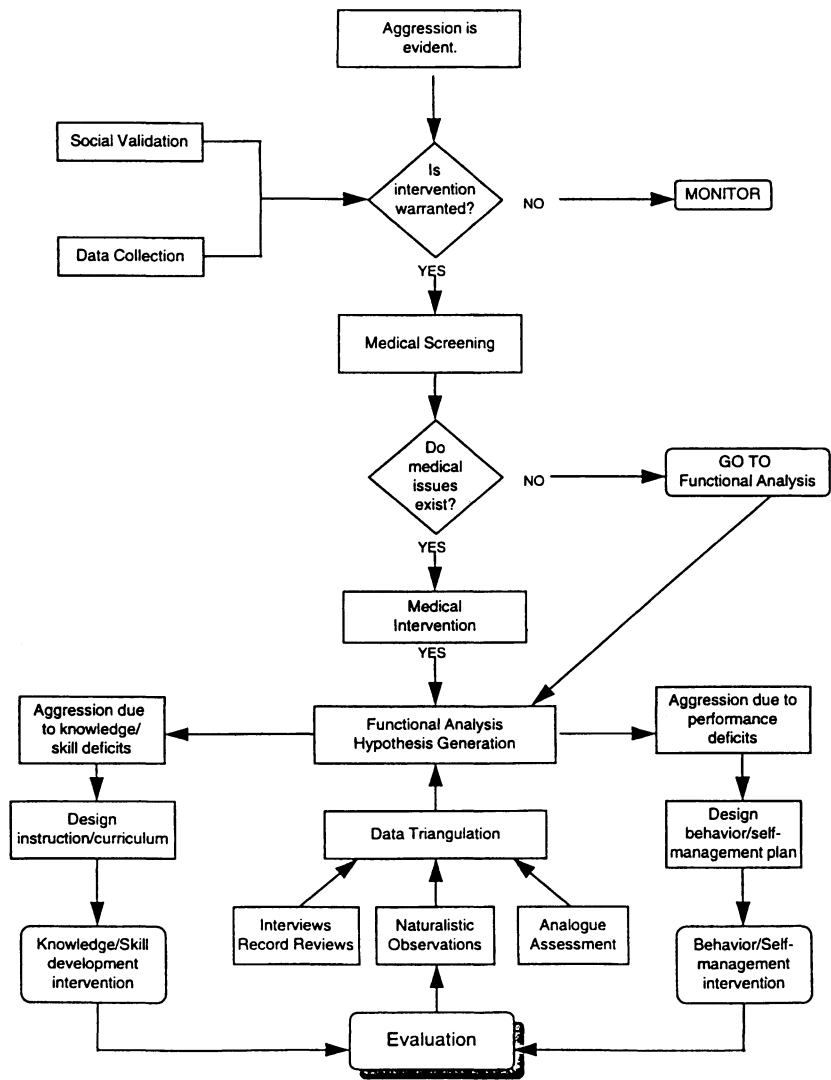 Aggression is
evident.
Social Validation
Is
intervention
warranted?
NO
MONITOR
Data Collection
YES
Medical Screening
Do
medical
issues
exist?
NO
GO TO
Functional Analysis
YES
Medical
Intervention
YES
Aggression due
to knowledge/
skill deficits
Functional Analysis
Hypothesis Generation
Aggression due to
performance
deficits
Design
instruction/curriculum
Data Triangulation
Design
behavior/self-
management plan
Interviews
Record Reviews
Naturalistic
Observations
Analogue
Assessment
Knowledge/Skill
development
intervention
Behavior/Self-
management
intervention
Evaluation